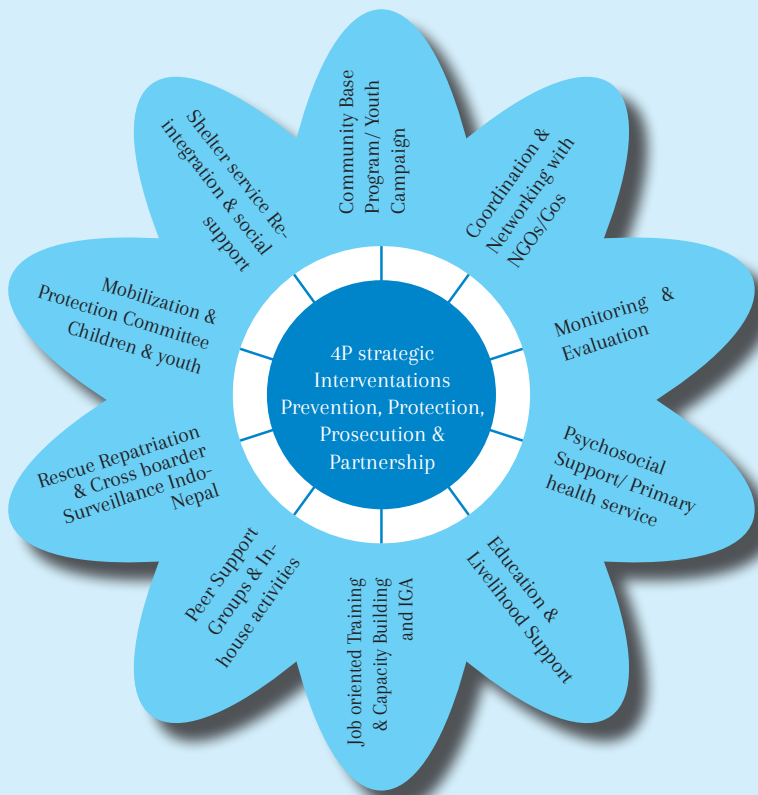 Community Base
Program/ Youth
Campaign
Coordination &
Networking with
NGOs/Gos
Monitoring &
Evaluation
Psychosocial
Support/ Primary
health service
Education &
Livelihood Support
Job oriented Training
& Capacity Building
and IGA
Peer Support
Groups & In-
house activities
Rescue Repatriation
& Cross boarder
Surveillance Indo-
Nepal
Mobilization &
Protection Committee
Children & youth
Shelter service Re-
integration & social
support
4P strategic
Interventations
Prevention, Protection,
Prosecution &
Partnership